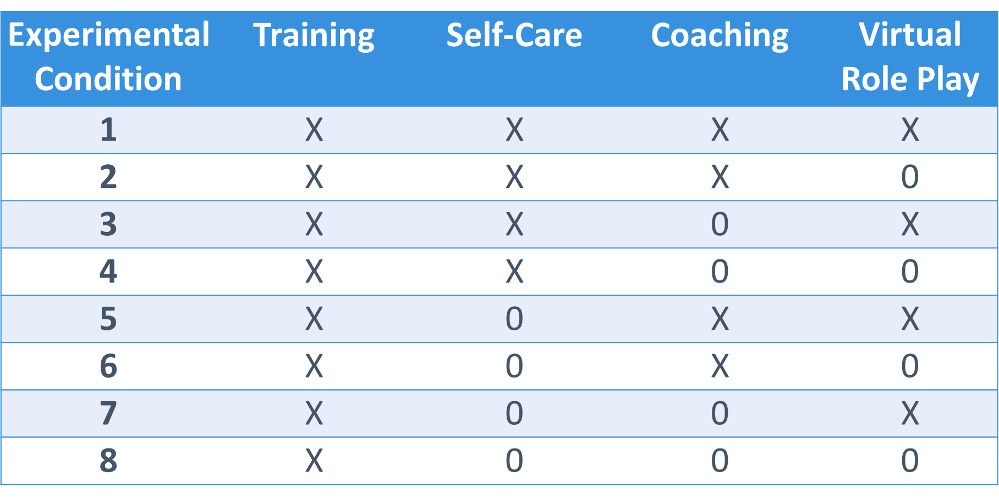 Experimental Condition Training Self-Care Coaching Virtual Role Play
1 X X X X
2 X X X 0
3 X X 0 X
4 X X 0 0
5 X 0 X X
6 X 0 X 0
7 X 0 0 X
8 X 0 0 0